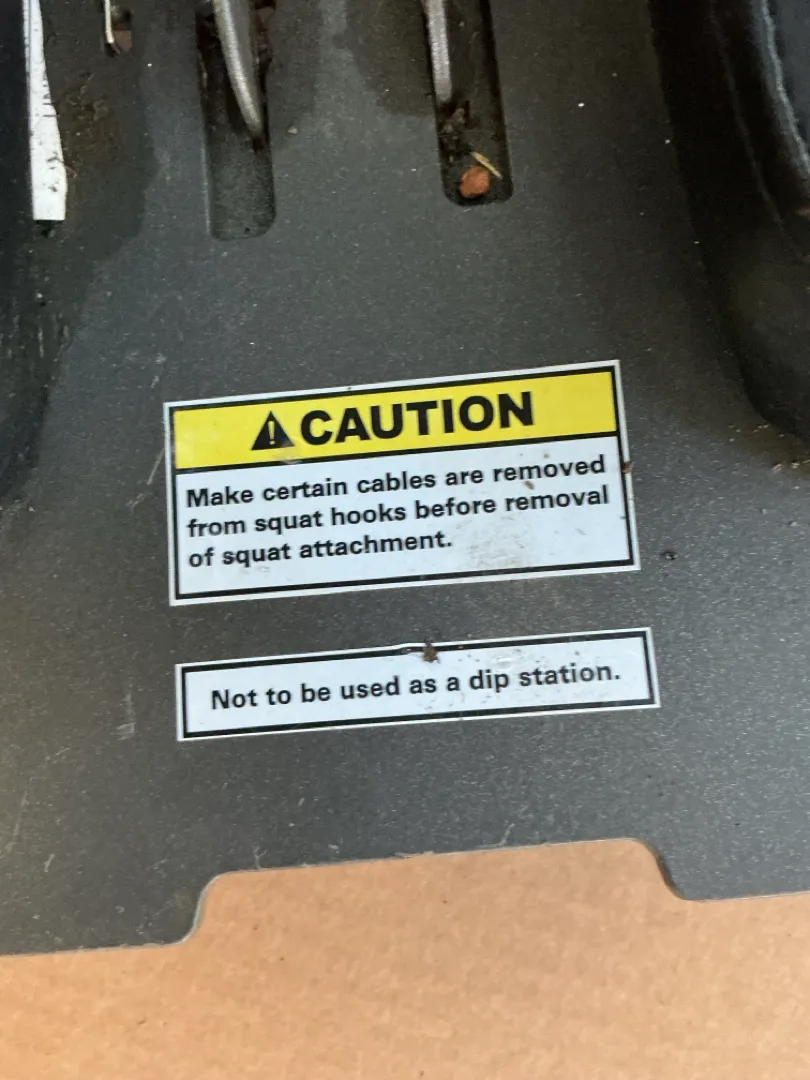 CAUTION
Make certain cables are removed
from squat hooks before removal
of squat attachment.
Not to be used as a dip station.